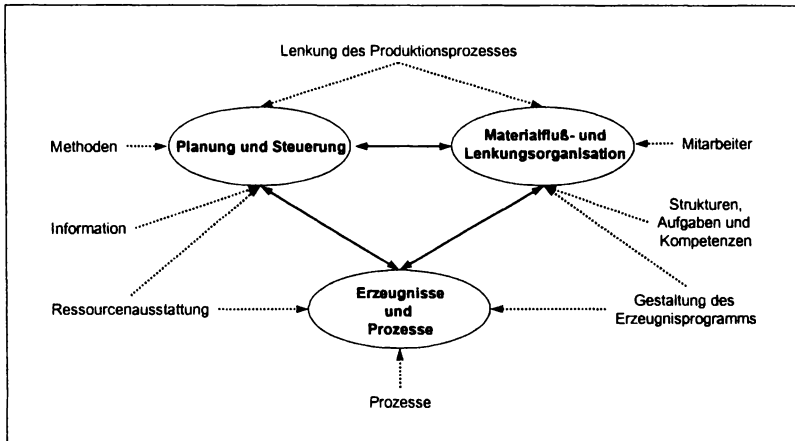 Lenkung des Produktionsprozesses
Methoden
Planung und Steuerung
Materialfluß- und
Lenkungsorganisation
Mitarbeiter
Information
Strukturen,
Aufgaben und
Kompetenzen
Ressourcenausstattung
Erzeugnisse
und
Prozesse
Gestaltung des
Erzeugnisprogramms
Prozesse